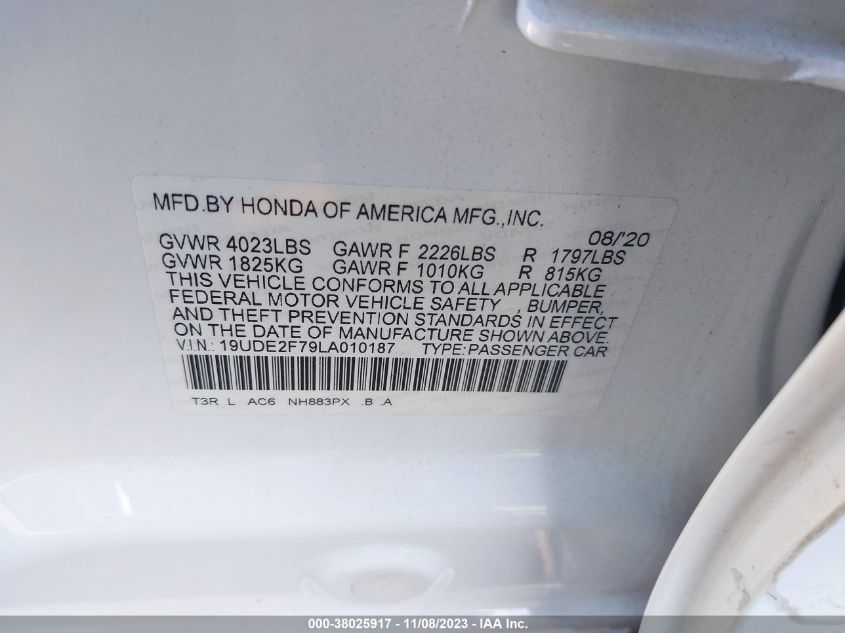 MFD.BY HONDA OF AMERICA MFG.,INC.
08/'20
GVWR 4023LBS GAWR F 2226LBS R 1797LBS
GVWR 1825KG GAWR F 1010KG R 815KG
THIS VEHICLE CONFORMS TO ALL APPLICABLE
FEDERAL MOTOR VEHICLE SAFETY , BUMPER,
AND THEFT PREVENTION STANDARDS IN EFFECT
ON THE DATE OF MANUFACTURE SHOWN ABOVE.
V.I.N.: 19UDE2F79LA010187 TYPE:PASSENGER CAR
T3R L AC6 NH883PX .B .A
000-38025917 - 11/08/2023 - IAA Inc.